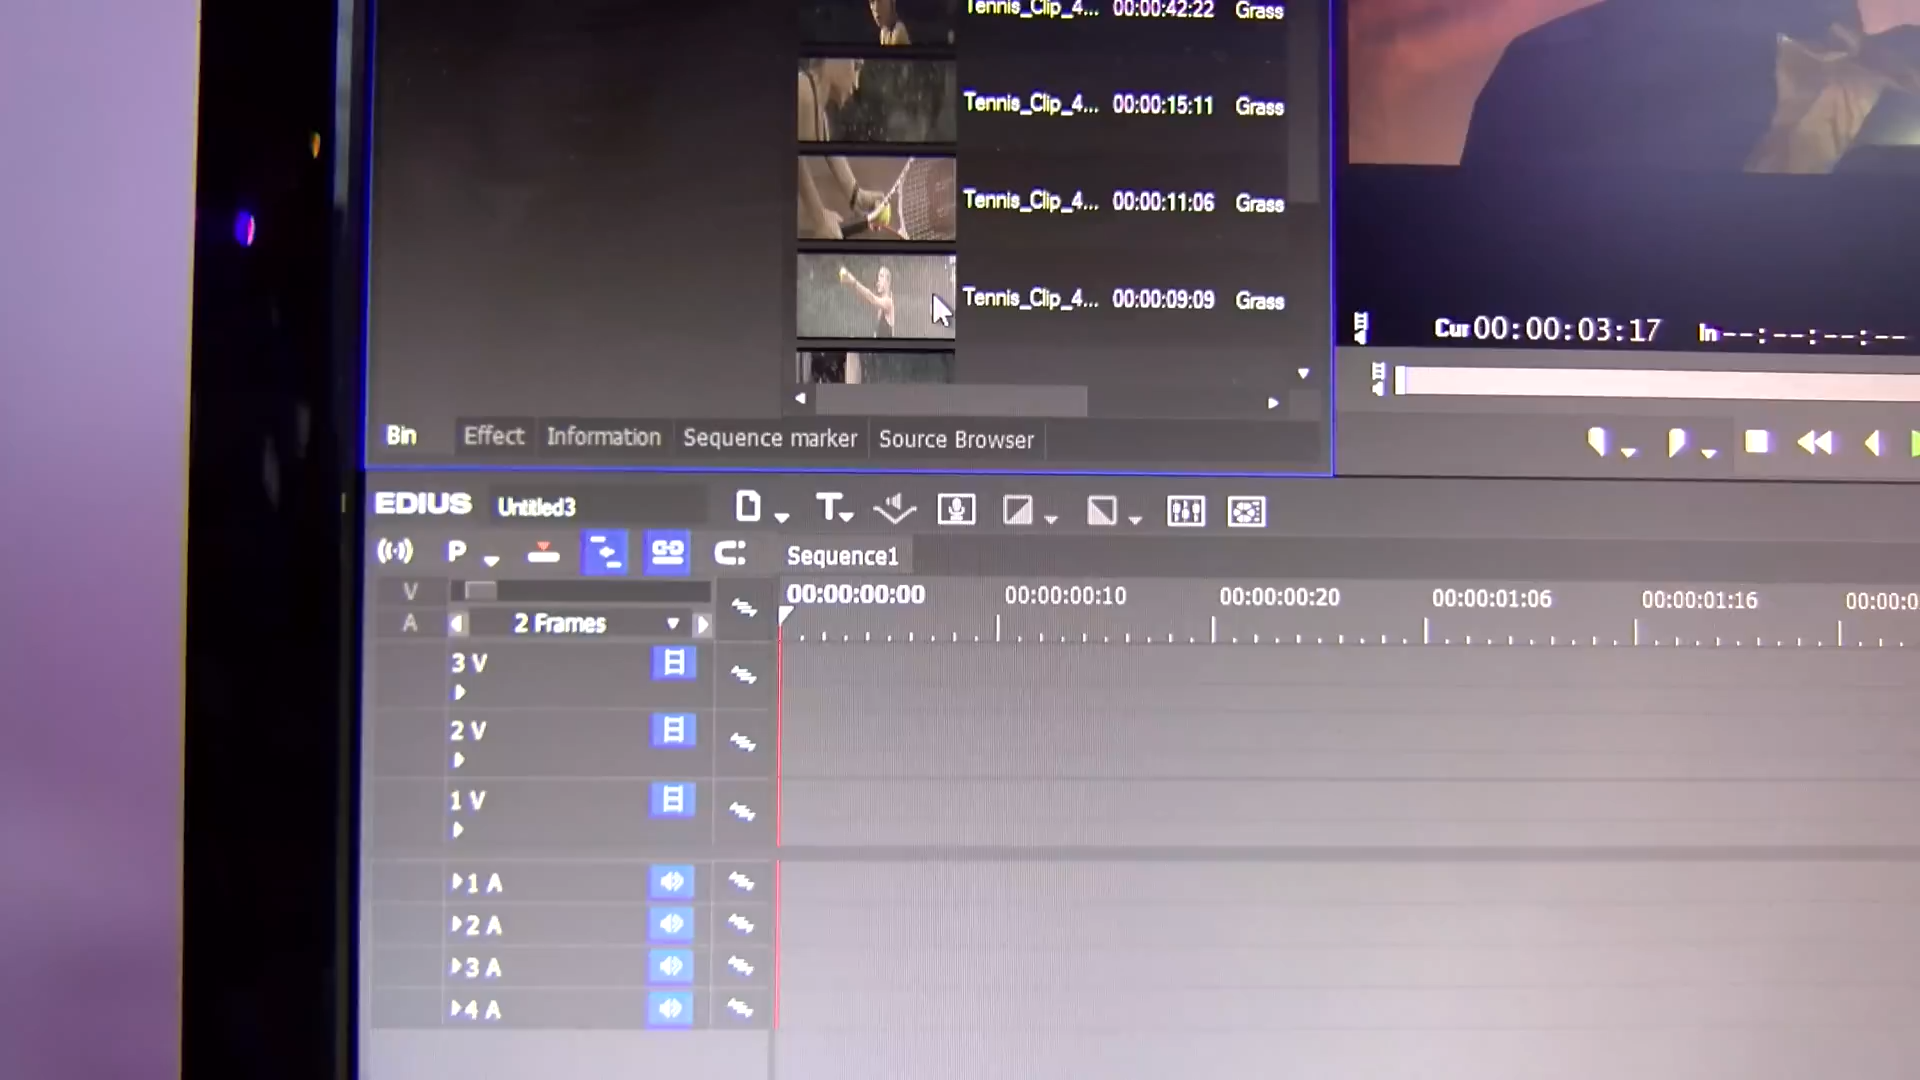 Tennis_Clip_4... 00:00:42:22 Grass
Tennis_Clip_4... 00:00:15:11 Grass
Tennis_Clip_4... 00:00:11:06 Grass
Tennis_Clip_4... 00:00:09:09 Grass
Cur 00:00:03:17 In --:--:--:--
Bin Effect Information Sequence marker Source Browser
EDIUS Untitled3
P Sequence1
V 00:00:00:00 00:00:00:10 00:00:00:20 00:00:01:06 00:00:01:16 00:00:0
A 2 Frames
3 V
2 V
1 V
1 A
2 A
3 A
4 A